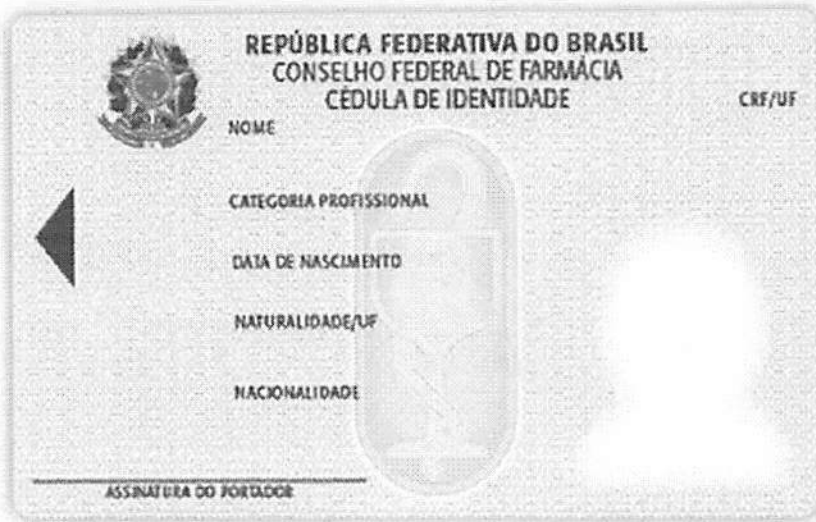 REPÚBLICA FEDERATIVA DO BRASIL
CONSELHO FEDERAL DE FARMÁCIA
CÉDULA DE IDENTIDADE
CRF/UF
NOME
CATEGORIA PROFISSIONAL
DATA DE NASCIMENTO
NATURALIDADE/UF
NACIONALIDADE
ASSINATURA DO PORTADOR